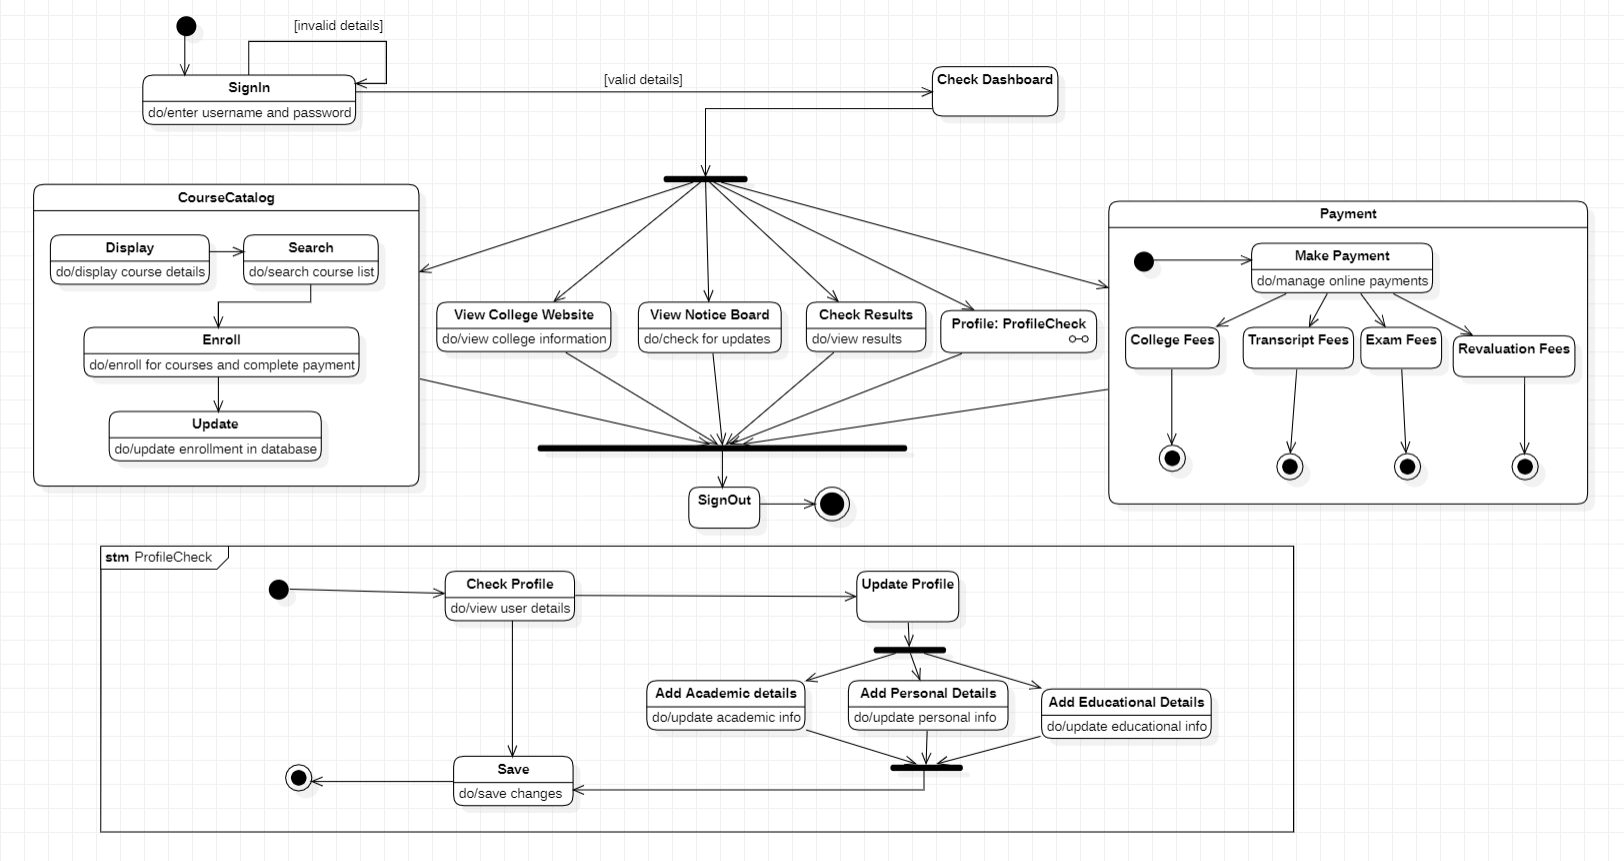 [invalid details]
SignIn
do/enter username and password
[valid details]
Check Dashboard
CourseCatalog
Display
do/display course details
Search
do/search course list
Enroll
do/enroll for courses and complete payment
Update
do/update enrollment in database
View College Website
do/view college information
View Notice Board
do/check for updates
Check Results
do/view results
Profile: ProfileCheck
Payment
Make Payment
do/manage online payments
College Fees
Transcript Fees
Exam Fees
Revaluation Fees
SignOut
stm ProfileCheck
Check Profile
do/view user details
Update Profile
Add Academic details
do/update academic info
Add Personal Details
do/update personal info
Add Educational Details
do/update educational info
Save
do/save changes